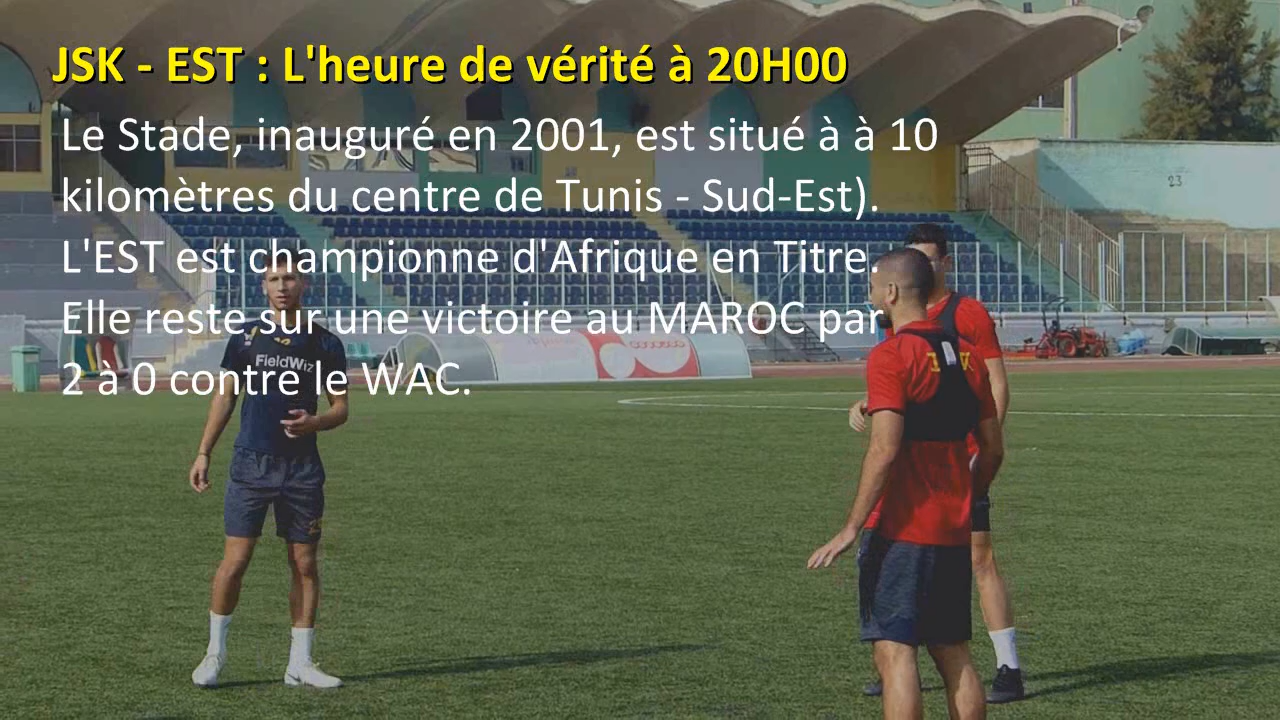 JSK - EST : L'heure de vérité à 20H00
Le Stade, inauguré en 2001, est situé à à 10
kilomètres du centre de Tunis - Sud-Est).
L'EST est championne d'Afrique en Titre.
Elle reste sur une victoire au MAROC par
2 à 0 contre le WAC.
FieldWiz
23